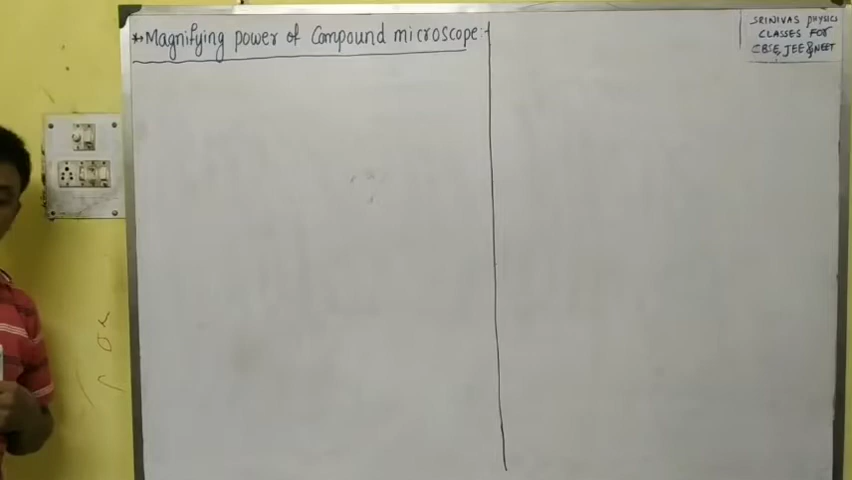 *Magnifying power of Compound microscope:-
SRINIVAS PHYSICS
CLASSES FOR
CBSE, JEE & NEET